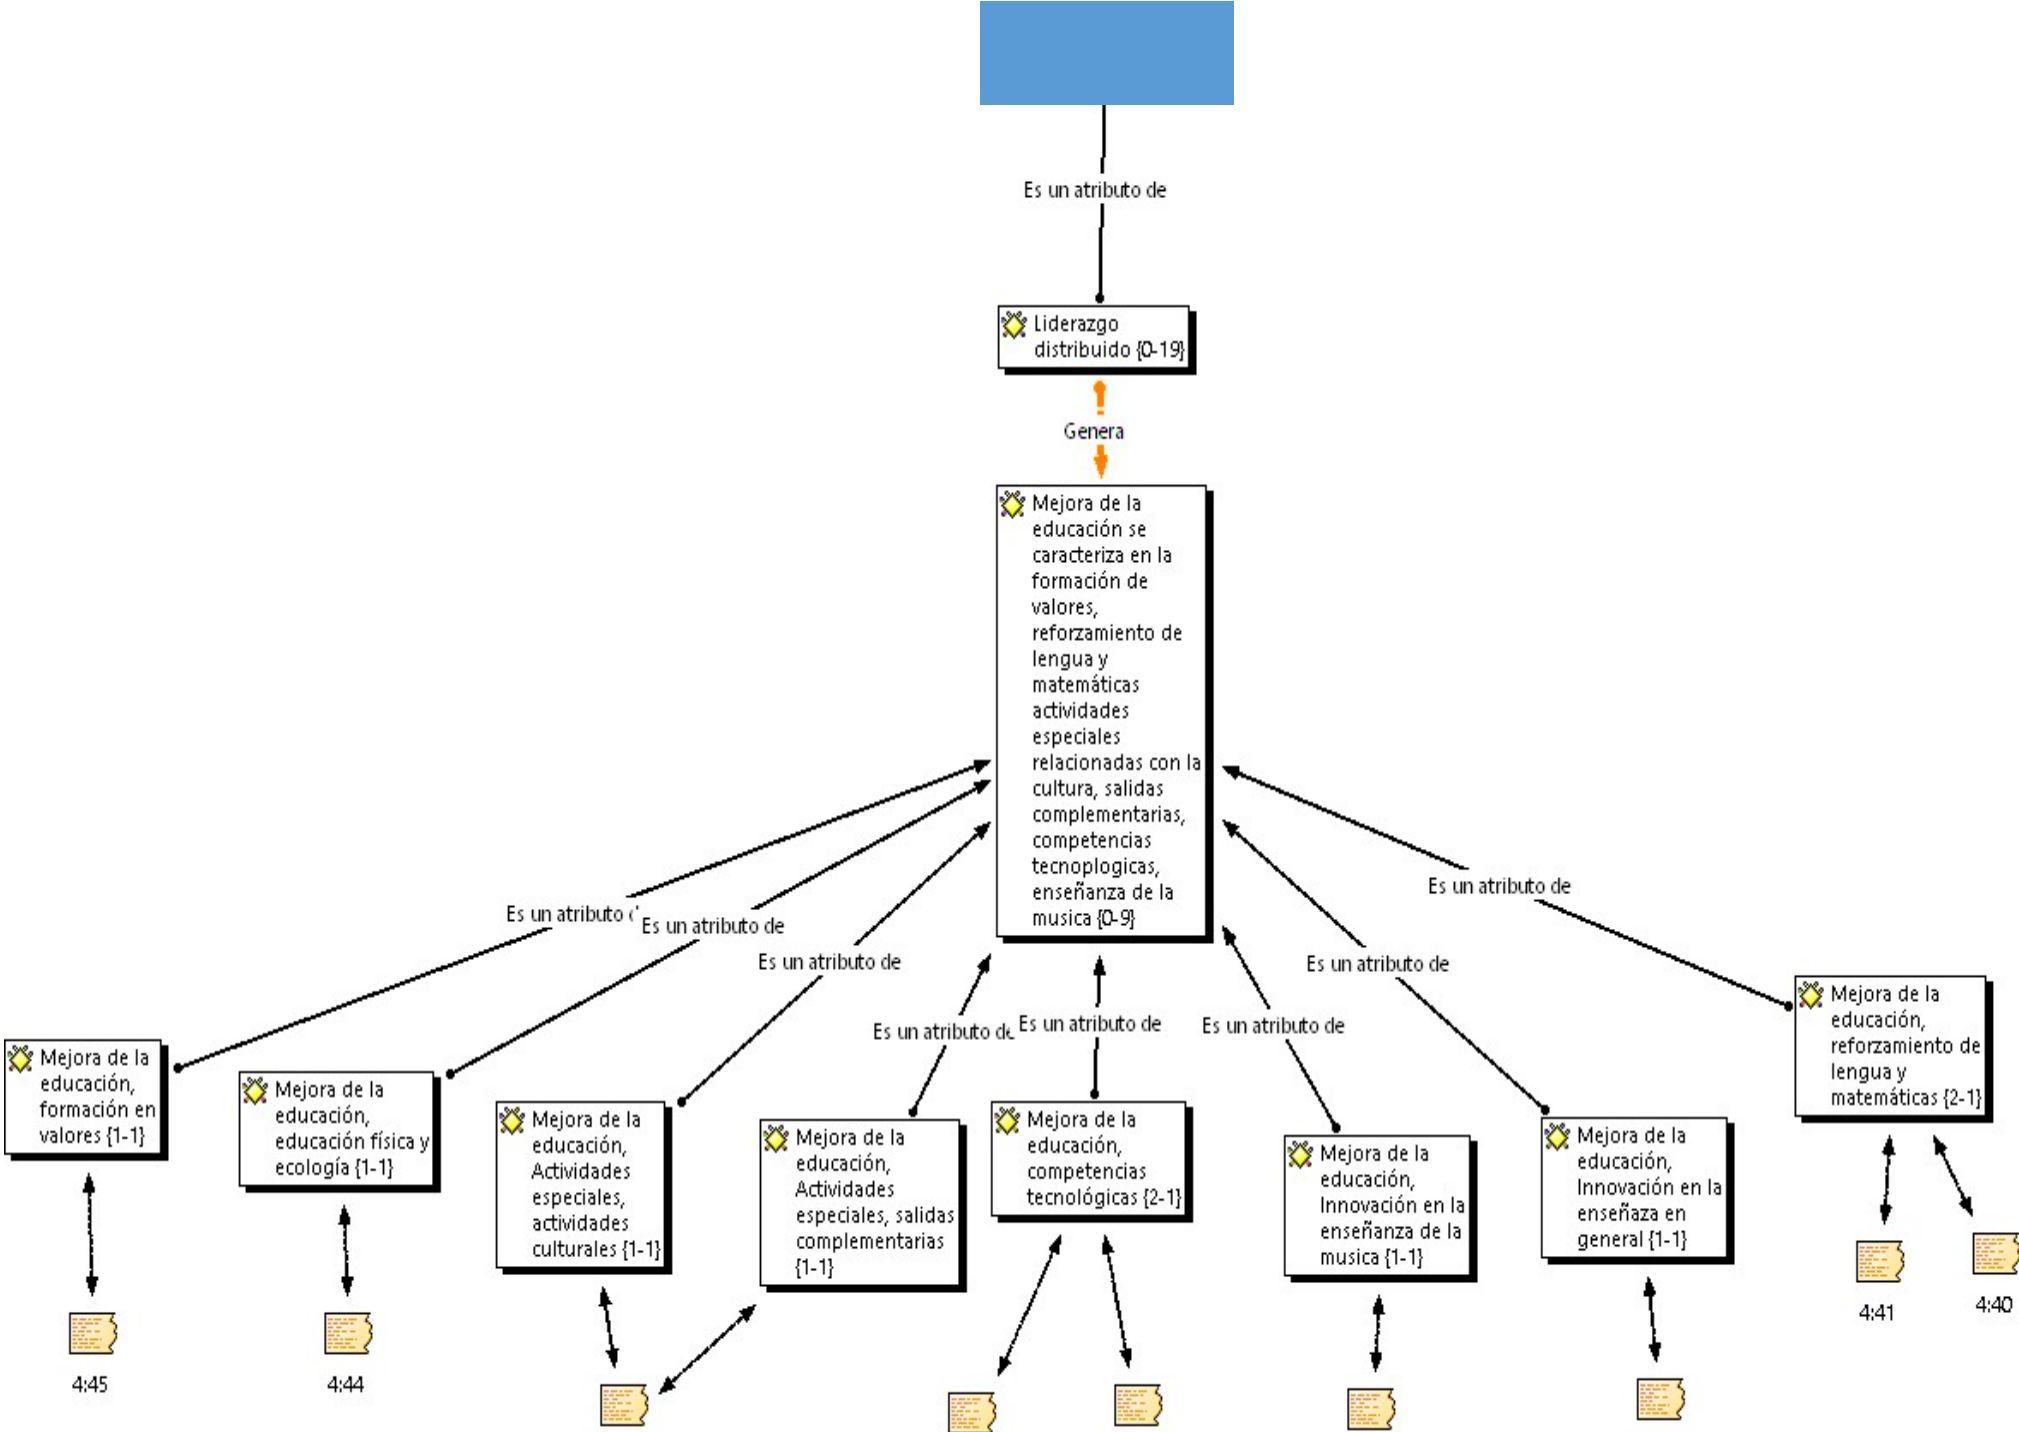 Es un atributo de
Liderazgo
distribuido {0-19}
Genera
Mejora de la
educación se
caracteriza en la
formación de
valores,
reforzamiento de
lengua y
matemáticas
actividades
especiales
relacionadas con la
cultura, salidas
complementarias,
competencias
tecnoplogicas,
enseñanza de la
musica {0-9}
Es un atributo
Es un atributo de
Es un atributo de
Es un atributo de
Es un atributo de
Es un atributo de
Es un atributo de
Es un atributo de
Mejora de la
educación,
formación en
valores {1-1}
Mejora de la
educación,
educación física y
ecología {1-1}
Mejora de la
educación,
Actividades
especiales,
actividades
culturales {1-1}
Mejora de la
educación,
Actividades
especiales, salidas
complementarias
{1-1}
Mejora de la
educación,
competencias
tecnológicas {2-1}
Mejora de la
educación,
Innovación en la
enseñanza de la
musica {1-1}
Mejora de la
educación,
Innovación en la
enseñaza en
general {1-1}
Mejora de la
educación,
reforzamiento de
lengua y
matemáticas {2-1}
4:45
4:44
4:41
4:40